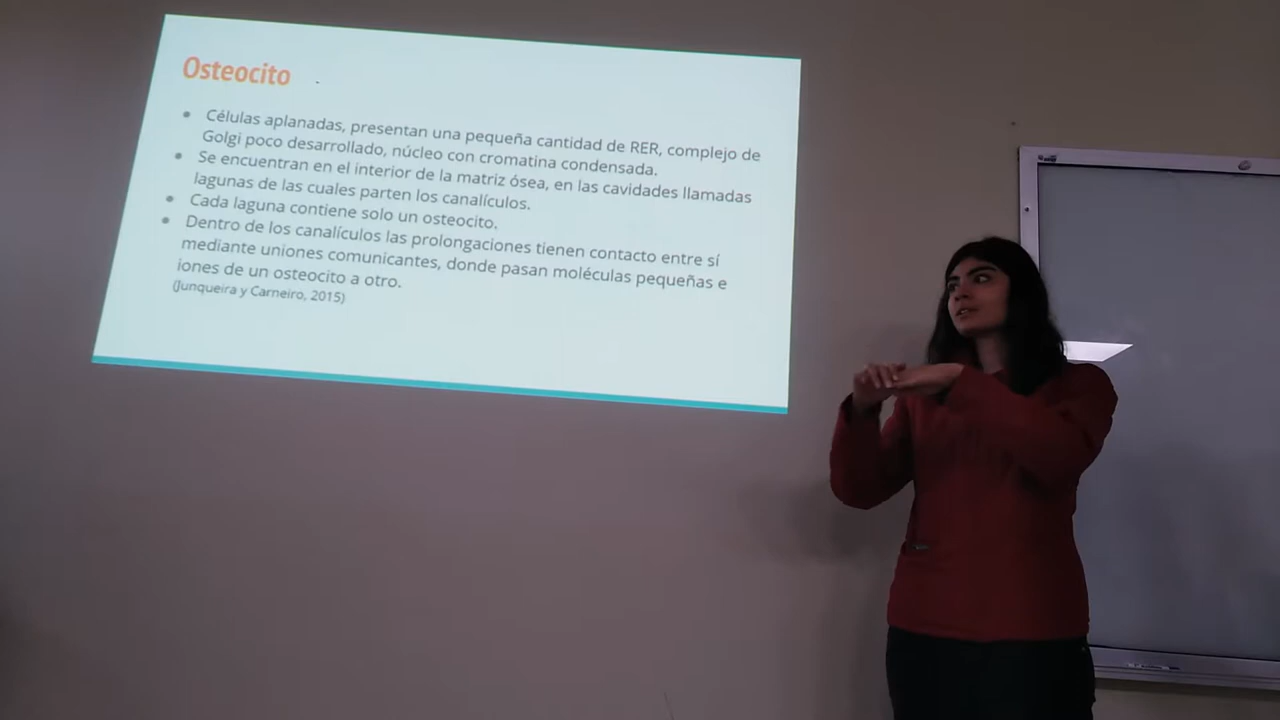 Osteocito
● Células aplanadas, presentan una pequeña cantidad de RER, complejo de
Golgi poco desarrollado, núcleo con cromatina condensada.
● Se encuentran en el interior de la matriz ósea, en las cavidades llamadas
lagunas de las cuales parten los canalículos.
● Cada laguna contiene solo un osteocito.
● Dentro de los canalículos las prolongaciones tienen contacto entre sí
mediante uniones comunicantes, donde pasan moléculas pequeñas e
iones de un osteocito a otro.
(Junqueira y Carneiro, 2015)